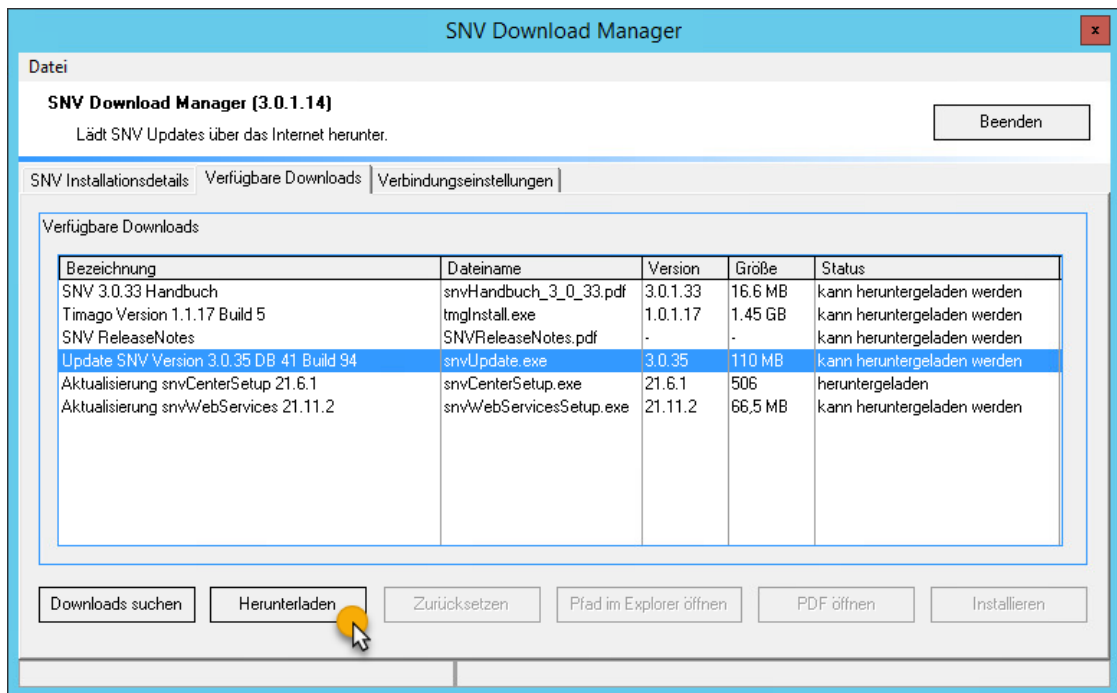 SNV Download Manager
x
Datei
SNV Download Manager (3.0.1.14)
Lädt SNV Updates über das Internet herunter.
Beenden
SNV Installationsdetails Verfügbare Downloads Verbindungseinstellungen
Verfügbare Downloads
Bezeichnung Dateiname Version Größe Status
SNV 3.0.33 Handbuch snvHandbuch_3_0_33.pdf 3.0.1.33 16.6 MB kann heruntergeladen werden
Timago Version 1.1.17 Build 5 tmgInstall.exe 1.0.1.17 1.45 GB kann heruntergeladen werden
SNV ReleaseNotes SNVReleaseNotes.pdf - - kann heruntergeladen werden
Update SNV Version 3.0.35 DB 41 Build 94 snvUpdate.exe 3.0.35 110 MB kann heruntergeladen werden
Aktualisierung snvCenterSetup 21.6.1 snvCenterSetup.exe 21.6.1 506 heruntergeladen
Aktualisierung snvWebServices 21.11.2 snvWebServicesSetup.exe 21.11.2 66,5 MB kann heruntergeladen werden
Downloads suchen Herunterladen Zurücksetzen Pfad im Explorer öffnen PDF öffnen Installieren